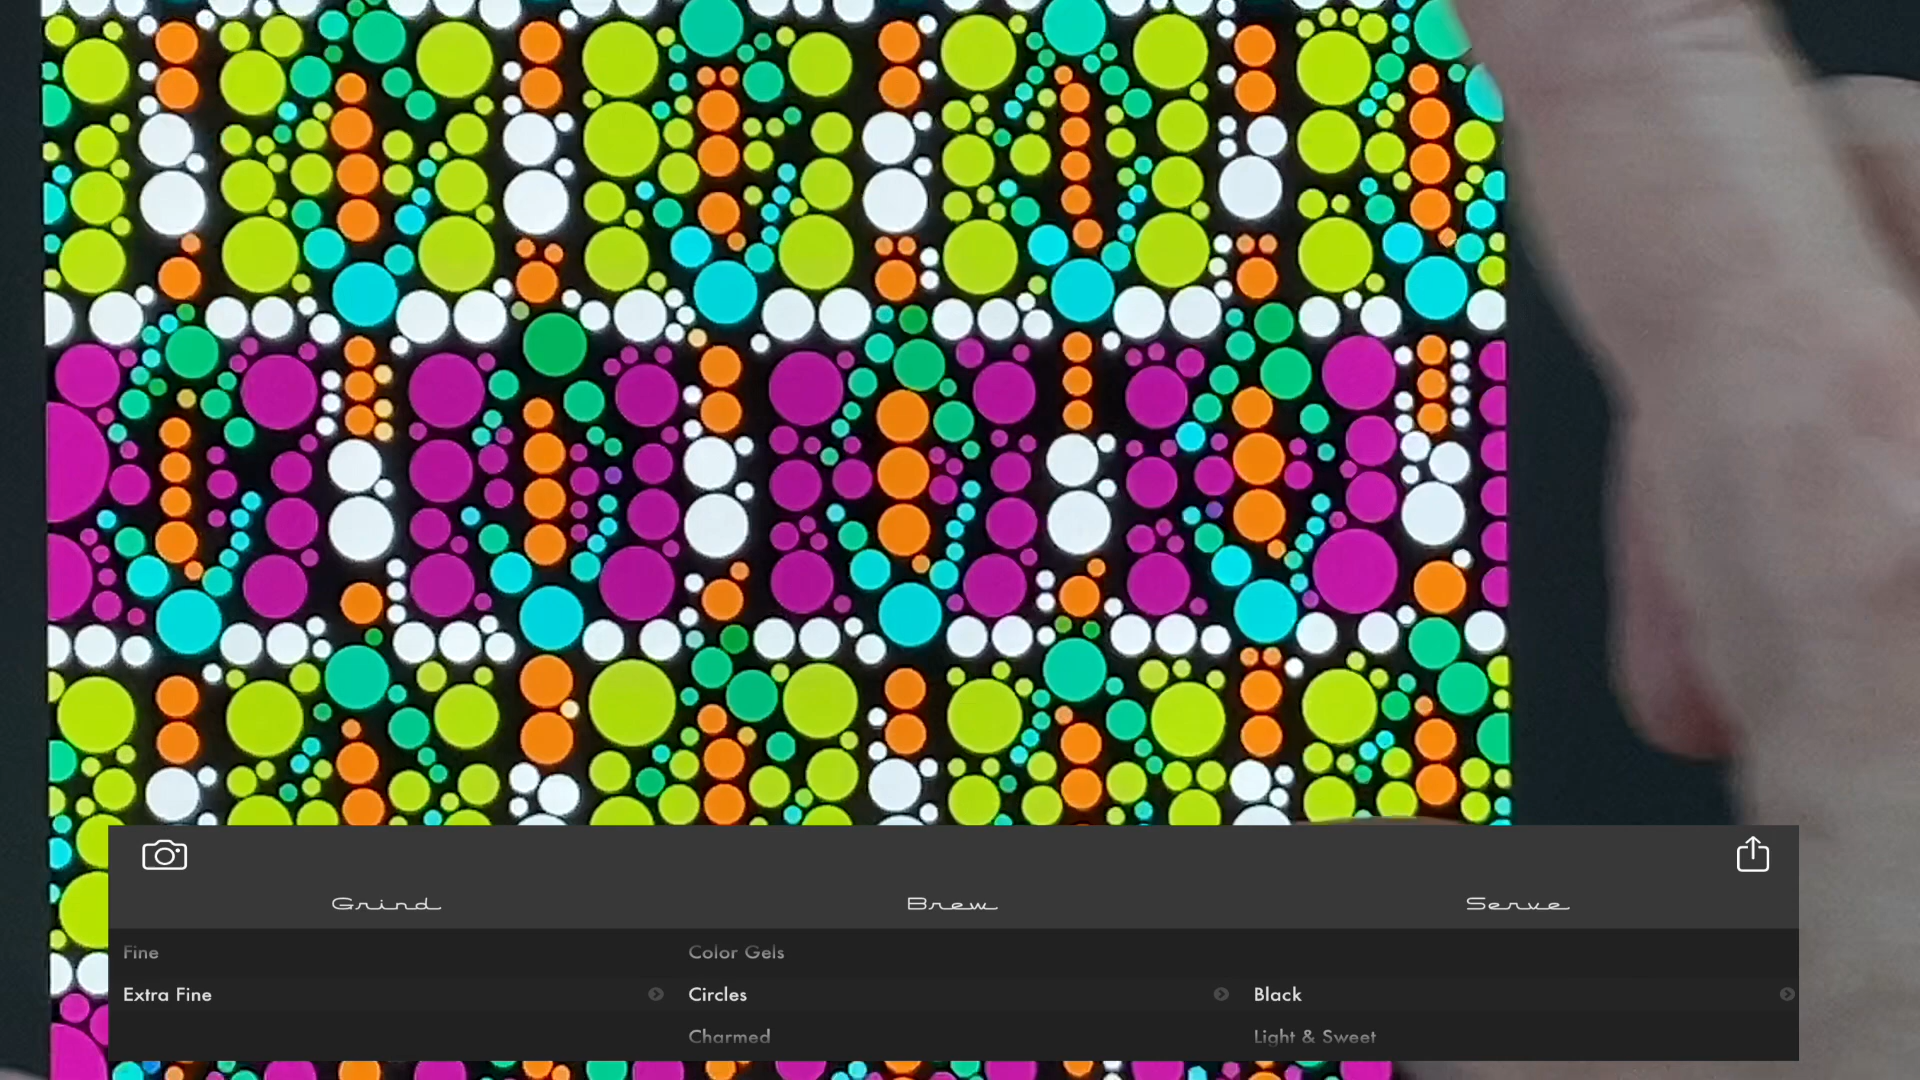 Grind Brew Serve
Fine Color Gels
Extra Fine Circles Black
Charmed Light & Sweet